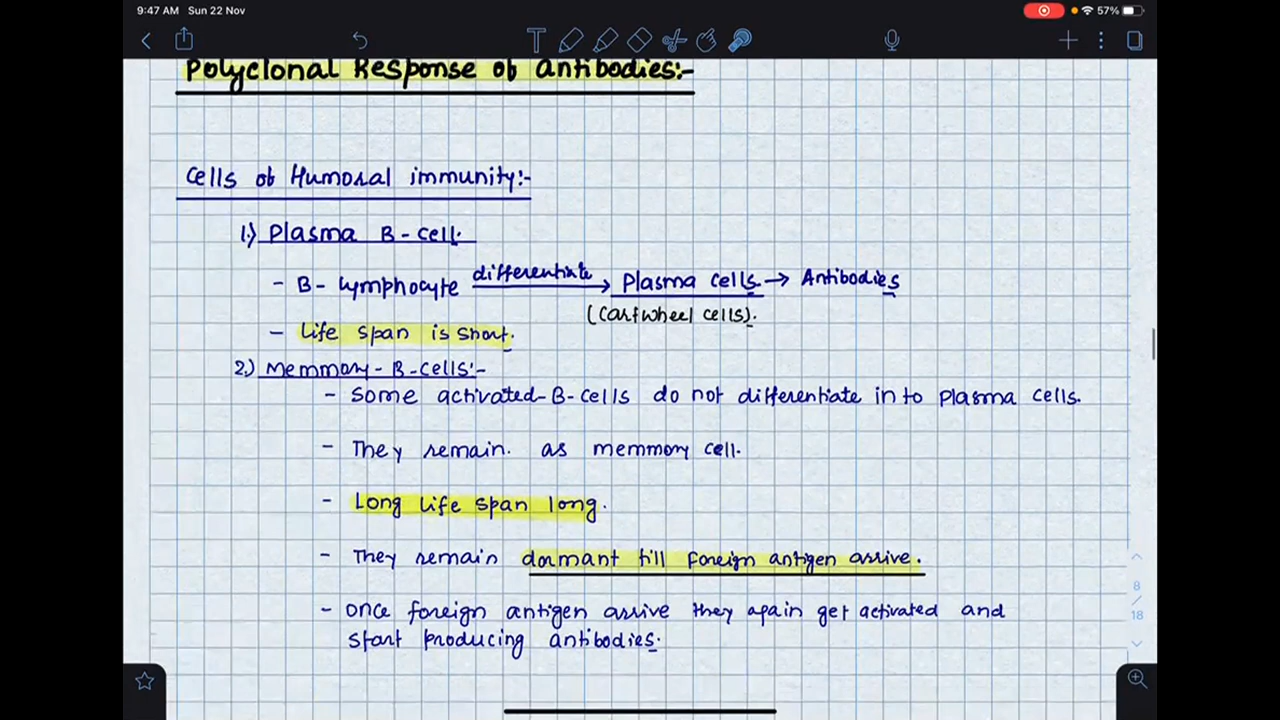 9:47 AM Sun 22 Nov
57%
Polyclonal Response of Antibodies:-
Cells of Humoral immunity:-
1.) Plasma B-cell.
- B-lymphocyte differentiate → Plasma cells → Antibodies
(Cartwheel cells).
- Life span is short.
2.) Memmory-B-cells:-
- Some activated-B-cells do not differentiate in to plasma cells.
- They remain. as memmory cell.
- Long life span long.
- They remain dormant till foreign antigen arrive.
- Once foreign antigen arrive they again get activated and
start producing antibodies.
8
/
18